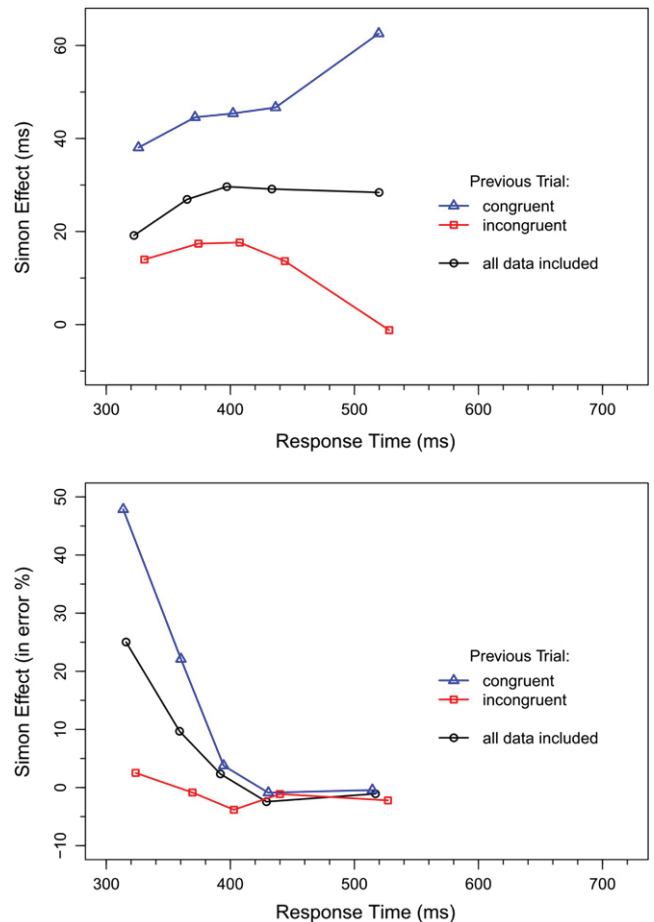 60
40
20
0
Simon Effect (ms)
Previous Trial:
congruent
incongruent
all data included
300 400 500 600 700
Response Time (ms)
50
40
30
20
10
0
−10
Simon Effect (in error %)
Previous Trial:
congruent
incongruent
all data included
300 400 500 600 700
Response Time (ms)